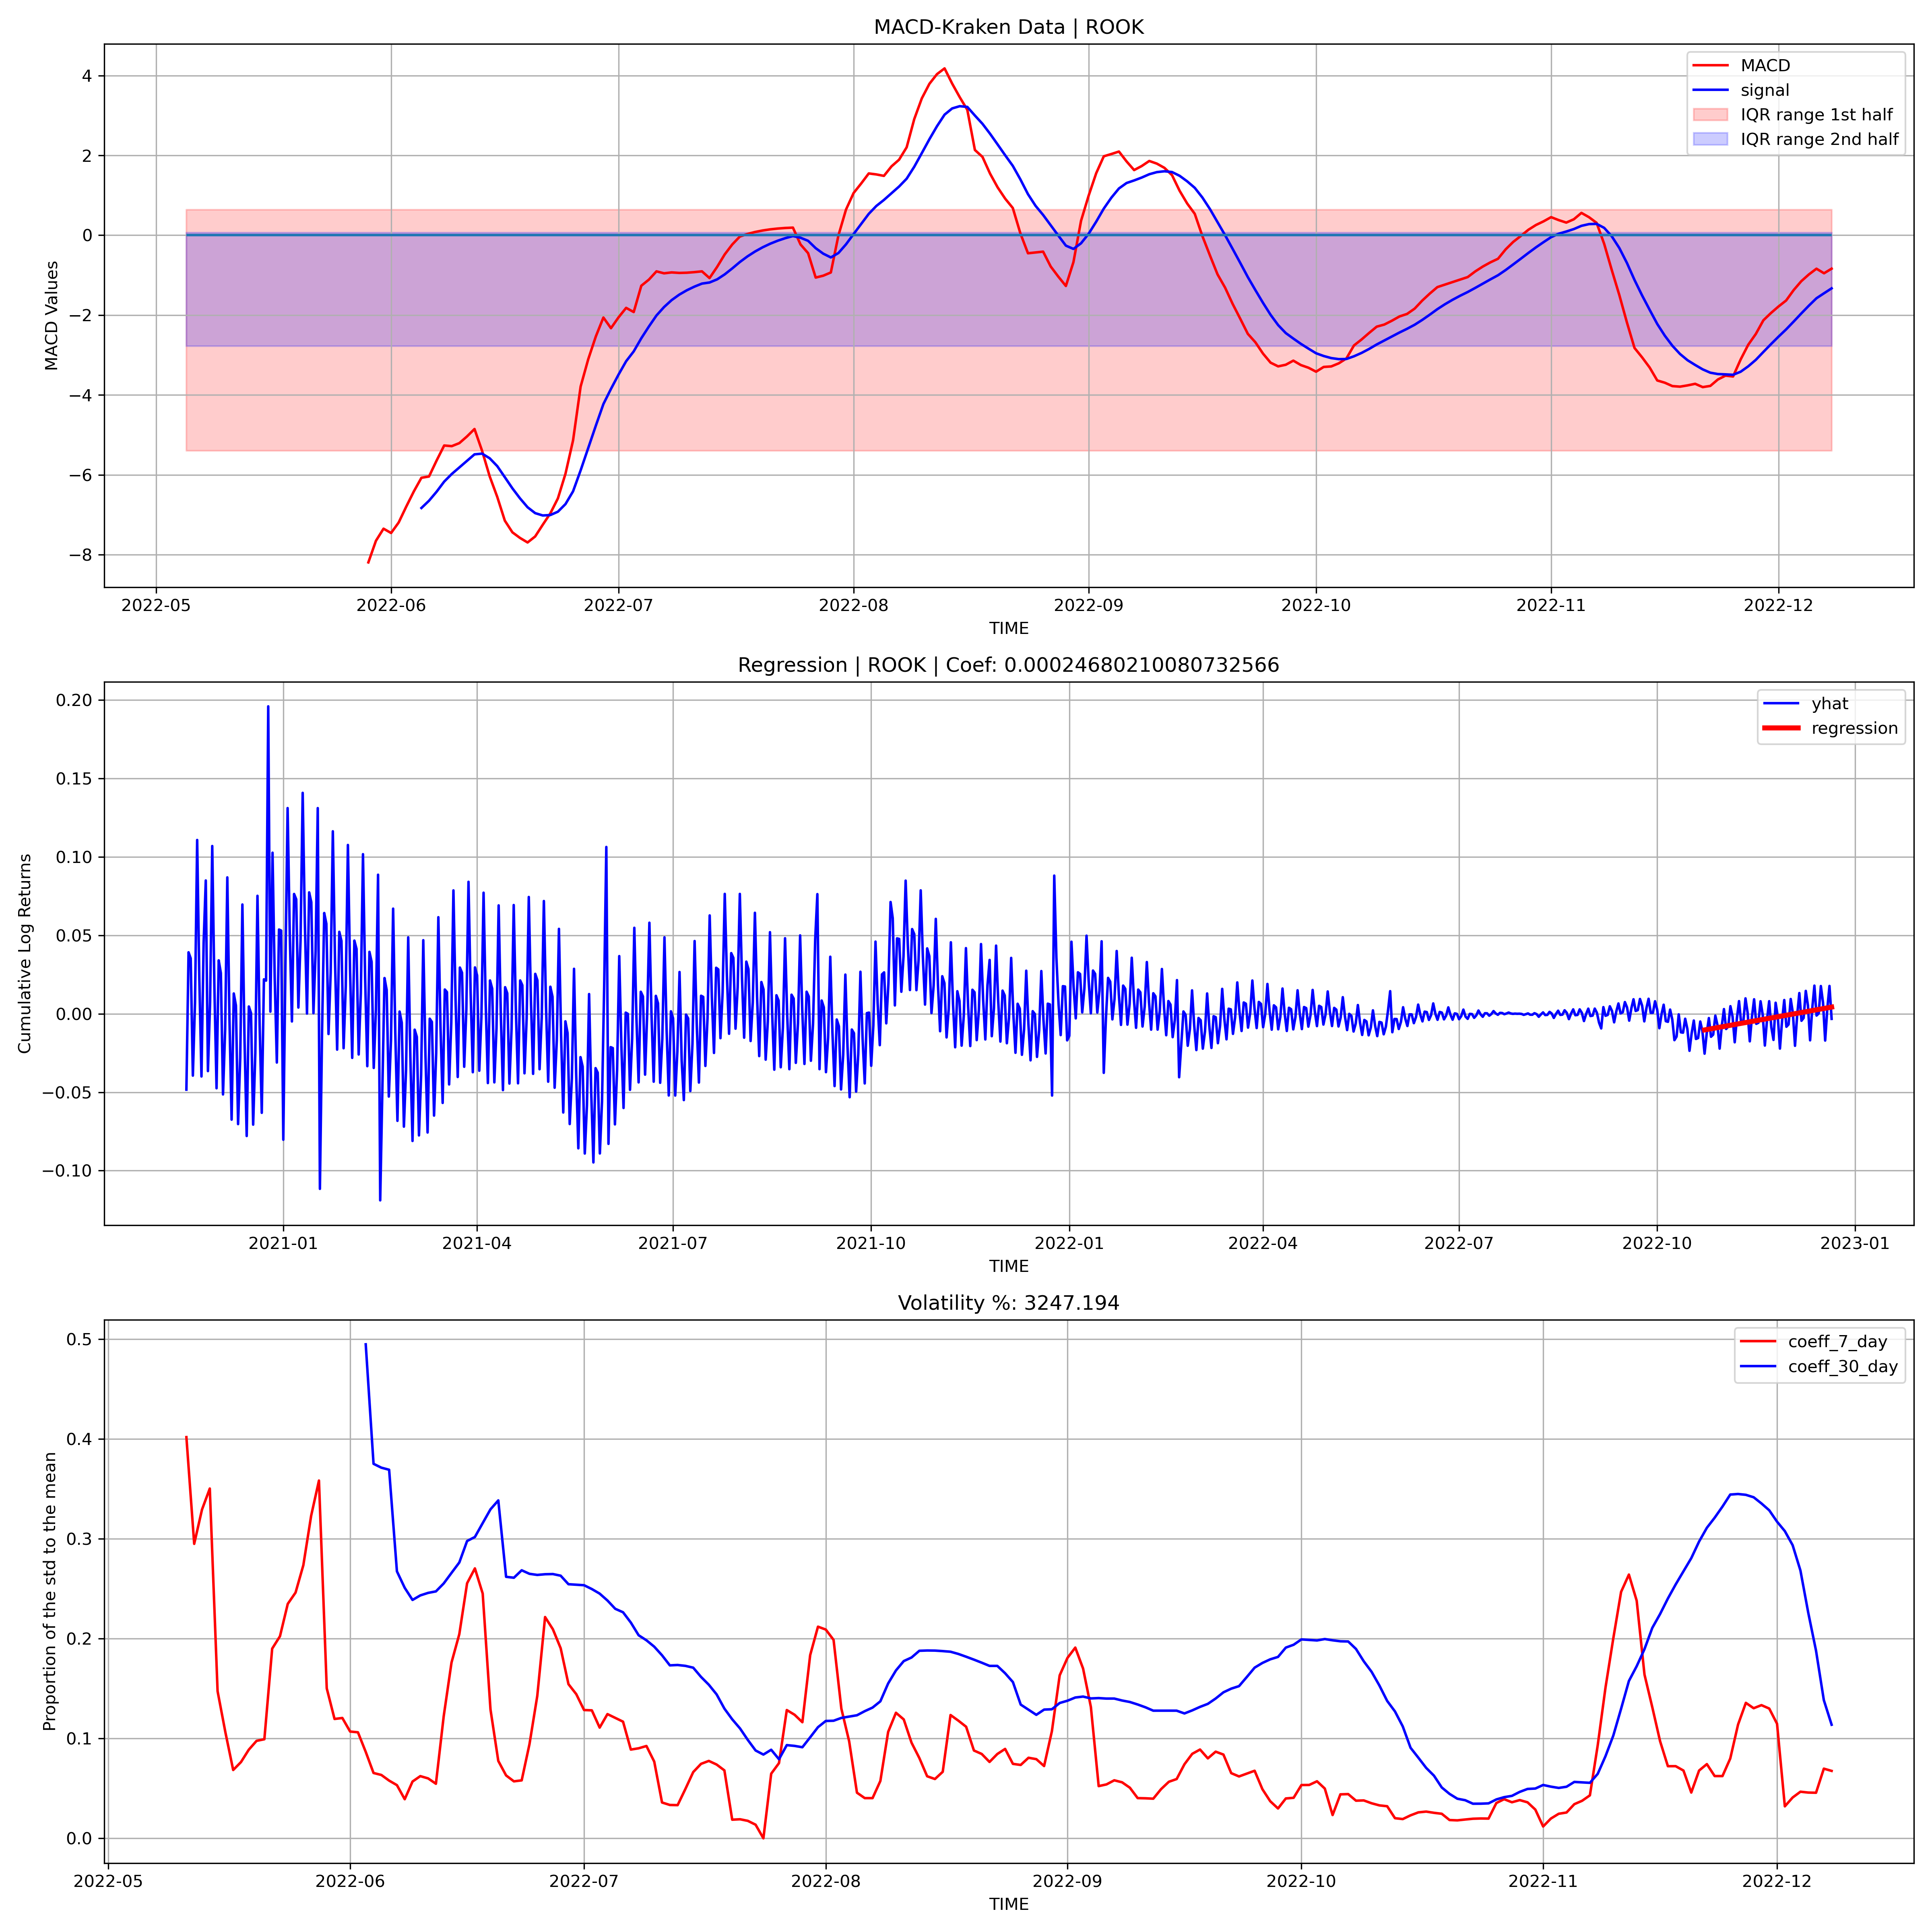 MACD-Kraken Data | ROOK
MACD
signal
IQR range 1st half
IQR range 2nd half
MACD Values
4
2
0
−2
−4
−6
−8
2022-05 2022-06 2022-07 2022-08 2022-09 2022-10 2022-11 2022-12
TIME
Regression | ROOK | Coef: 0.00024680210080732566
yhat
regression
Cumulative Log Returns
0.20
0.15
0.10
0.05
0.00
−0.05
−0.10
2021-01 2021-04 2021-07 2021-10 2022-01 2022-04 2022-07 2022-10 2023-01
TIME
Volatility %: 3247.194
coeff_7_day
coeff_30_day
Proportion of the std to the mean
0.5
0.4
0.3
0.2
0.1
0.0
2022-05 2022-06 2022-07 2022-08 2022-09 2022-10 2022-11 2022-12
TIME